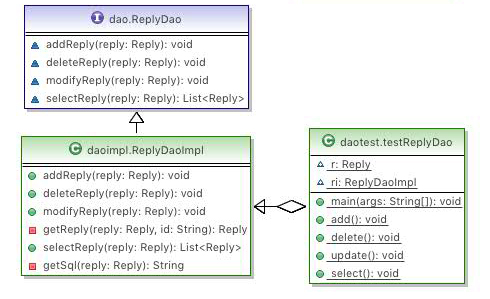 dao.ReplyDao
addReply(reply: Reply): void
deleteReply(reply: Reply): void
modifyReply(reply: Reply): void
selectReply(reply: Reply): List<Reply>
daoimpl.ReplyDaoImpl
addReply(reply: Reply): void
deleteReply(reply: Reply): void
modifyReply(reply: Reply): void
getReply(reply: Reply, id: String): Reply
selectReply(reply: Reply): List<Reply>
getSql(reply: Reply): String
daotest.testReplyDao
r: Reply
ri: ReplyDaoImpl
main(args: String[]): void
add(): void
delete(): void
update(): void
select(): void